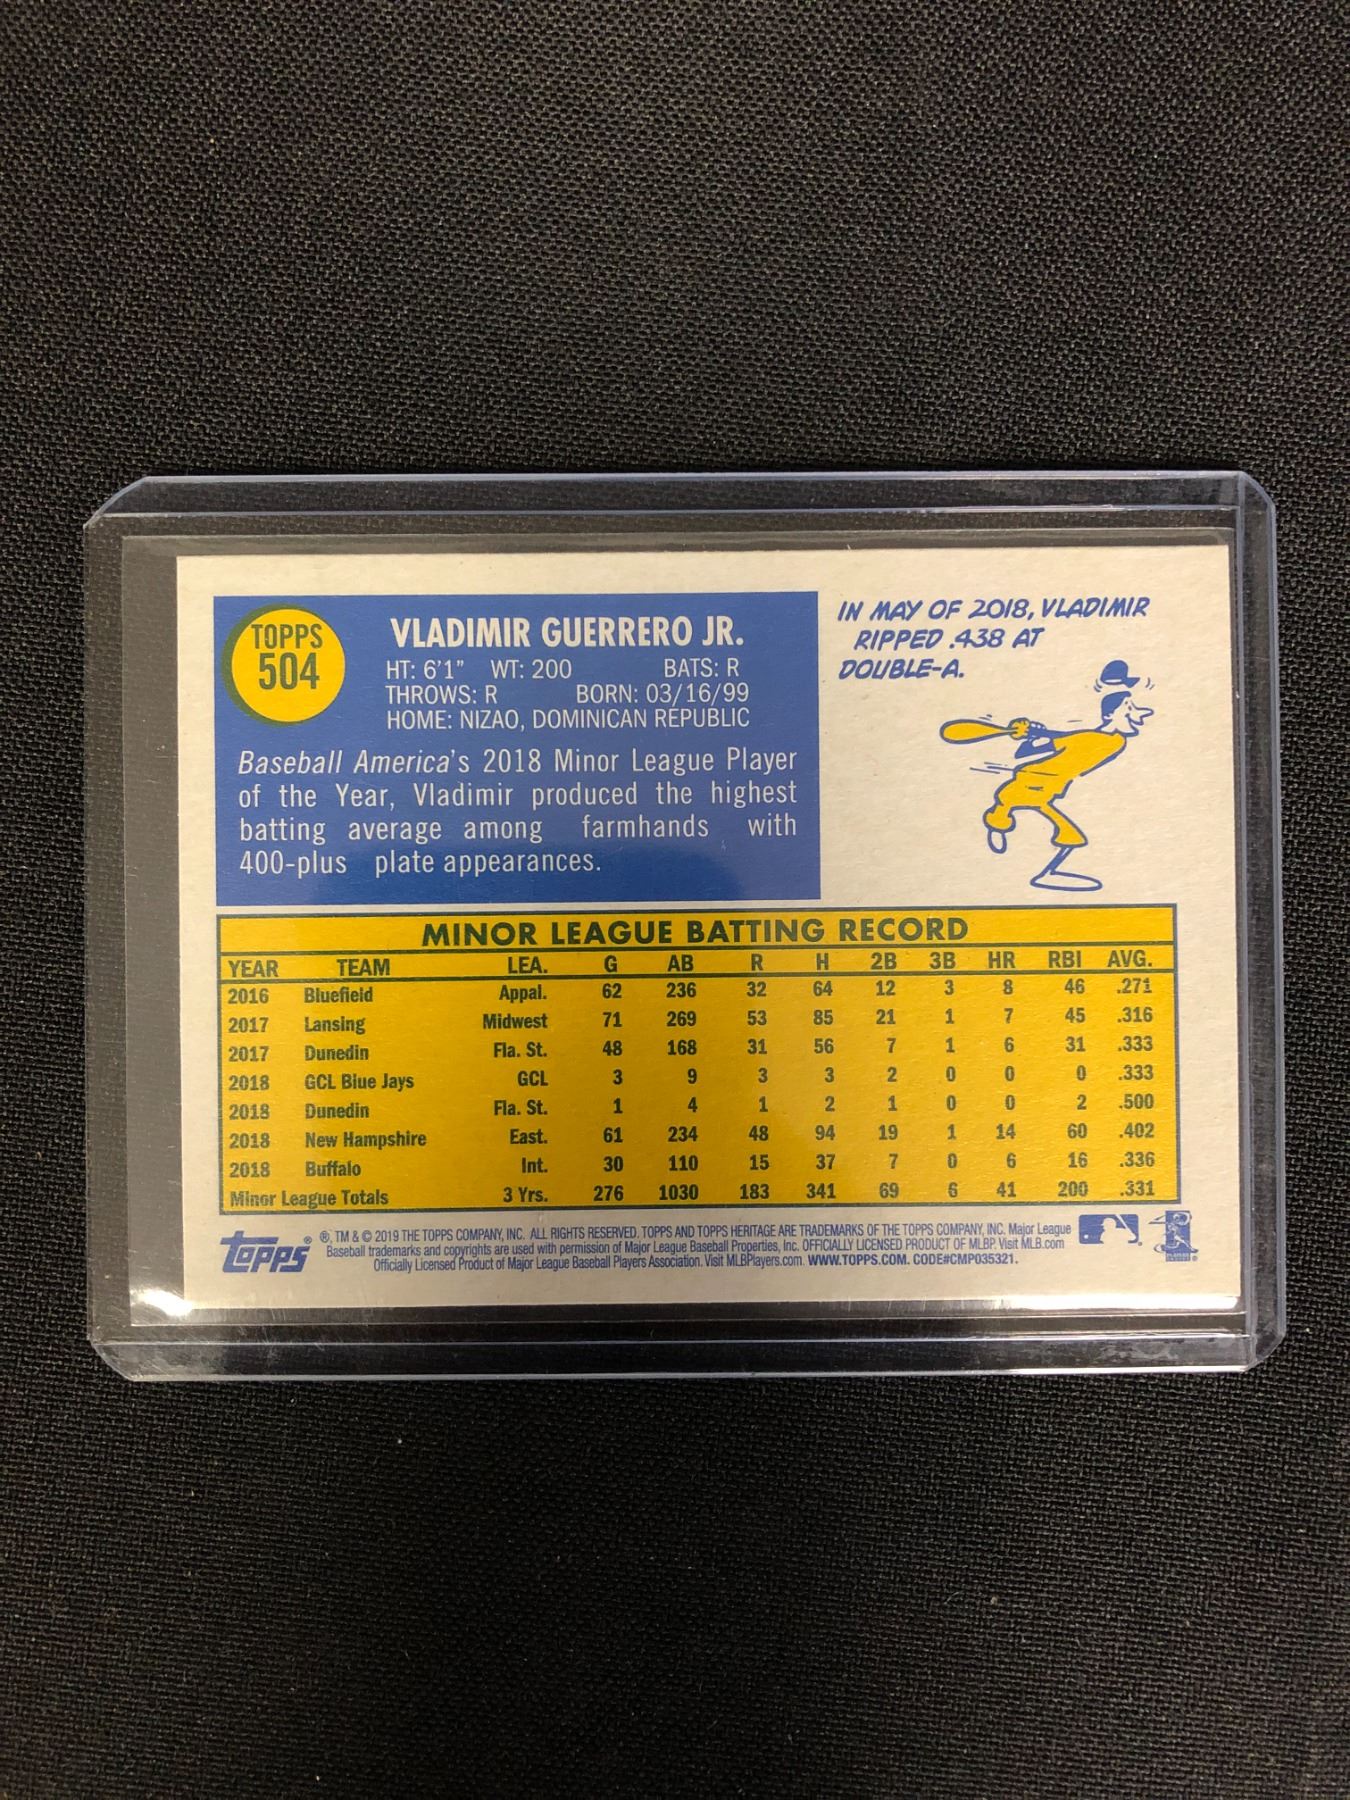 TOPPS
504
VLADIMIR GUERRERO JR.
HT: 6'1" WT: 200 BATS: R
THROWS: R BORN: 03/16/99
HOME: NIZAO, DOMINICAN REPUBLIC
Baseball America's 2018 Minor League Player
of the Year, Vladimir produced the highest
batting average among farmhands with
400-plus plate appearances.
IN MAY OF 2018, VLADIMIR
RIPPED .438 AT
DOUBLE-A.
MINOR LEAGUE BATTING RECORD
YEAR TEAM LEA. G AB R H 2B 3B HR RBI AVG.
2016 Bluefield Appal. 62 236 32 64 12 3 8 46 .271
2017 Lansing Midwest 71 269 53 85 21 1 7 45 .316
2017 Dunedin Fla. St. 48 168 31 56 7 1 6 31 .333
2018 GCL Blue Jays GCL 3 9 3 3 2 0 0 0 .333
2018 Dunedin Fla. St. 1 4 1 2 1 0 0 2 .500
2018 New Hampshire East. 61 234 48 94 19 1 14 60 .402
2018 Buffalo Int. 30 110 15 37 7 0 6 16 .336
Minor League Totals 3 Yrs. 276 1030 183 341 69 6 41 200 .331
topps®
®, TM & © 2019 THE TOPPS COMPANY, INC. ALL RIGHTS RESERVED. TOPPS AND TOPPS HERITAGE ARE TRADEMARKS OF THE TOPPS COMPANY, INC. Major League
Baseball trademarks and copyrights are used with permission of Major League Baseball Properties, Inc. OFFICIALLY LICENSED PRODUCT OF MLBP. Visit MLB.com
Officially Licensed Product of Major League Baseball Players Association. Visit MLBPlayers.com. WWW.TOPPS.COM. CODE#CMP035321.